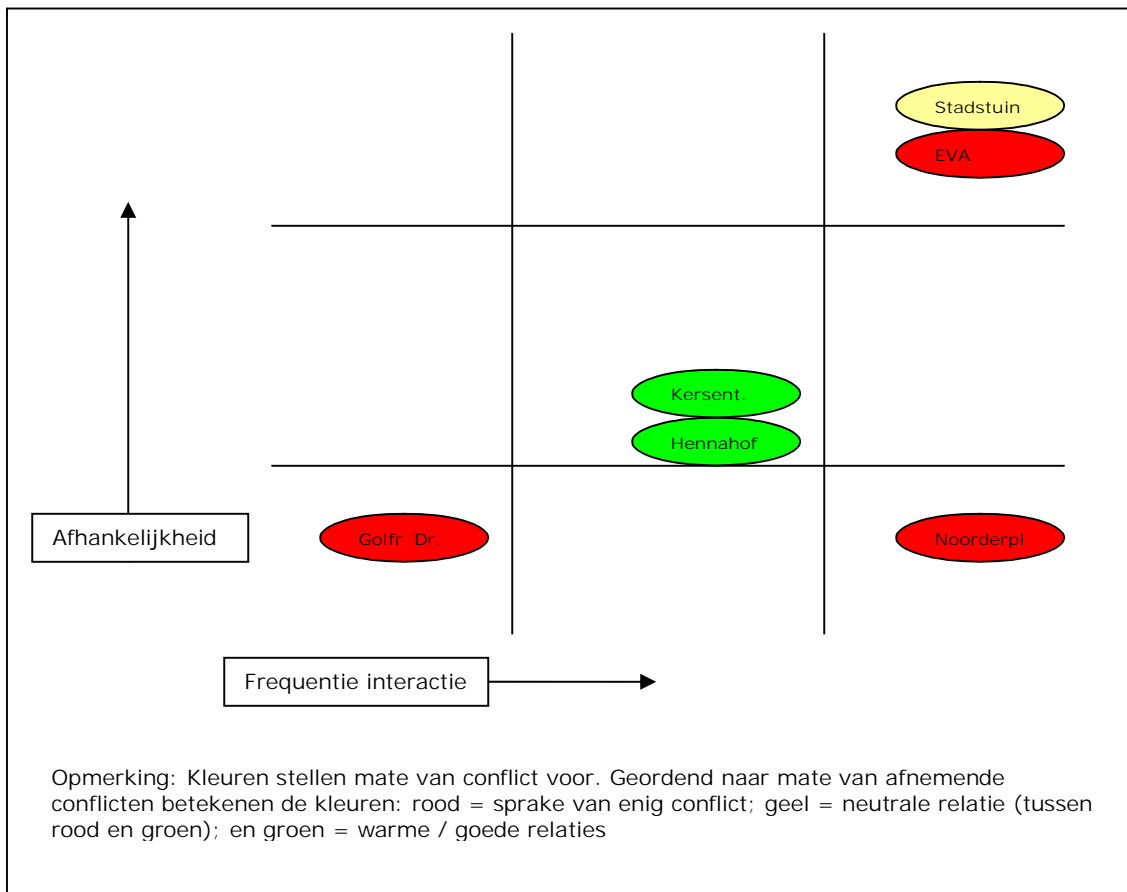 Stadstuin
EVA
Kersent.
Hennahof
Afhankelijkheid
Golfr. Dr.
Noorderpl
Frequentie interactie
Opmerking: Kleuren stellen mate van conflict voor. Geordend naar mate van afnemende
conflicten betekenen de kleuren: rood = sprake van enig conflict; geel = neutrale relatie (tussen
rood en groen); en groen = warme / goede relaties